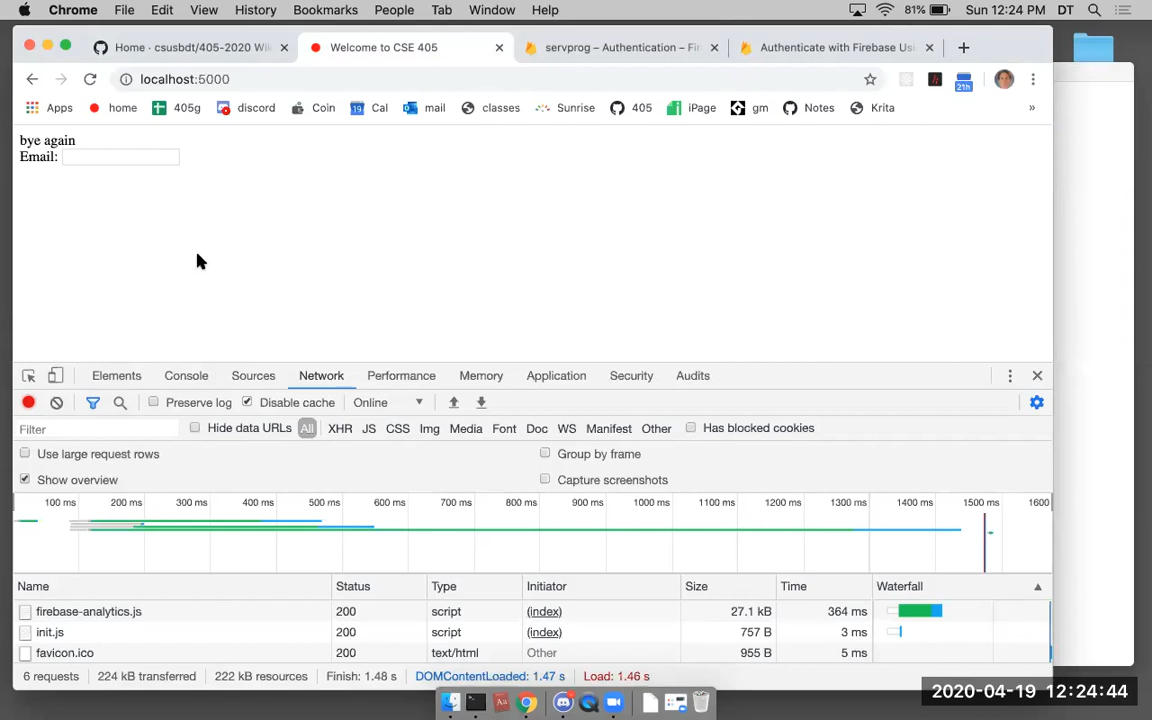 Chrome File Edit View History Bookmarks People Tab Window Help 81% Sun 12:24 PM DT
Home · csusbdt/405-2020 Wik Welcome to CSE 405 servprog – Authentication – Fir Authenticate with Firebase Usi
localhost:5000
Apps home 405g discord Coin Cal mail classes Sunrise 405 iPage gm Notes Krita »
21h
bye again
Email:
Elements Console Sources Network Performance Memory Application Security Audits
Preserve log Disable cache Online
Filter Hide data URLs All XHR JS CSS Img Media Font Doc WS Manifest Other Has blocked cookies
Use large request rows Group by frame
Show overview Capture screenshots
100 ms 200 ms 300 ms 400 ms 500 ms 600 ms 700 ms 800 ms 900 ms 1000 ms 1100 ms 1200 ms 1300 ms 1400 ms 1500 ms 1600
Name Status Type Initiator Size Time Waterfall
firebase-analytics.js 200 script (index) 27.1 kB 364 ms
init.js 200 script (index) 757 B 3 ms
favicon.ico 200 text/html Other 955 B 5 ms
6 requests 224 kB transferred 222 kB resources Finish: 1.48 s DOMContentLoaded: 1.47 s Load: 1.46 s
2020-04-19 12:24:44